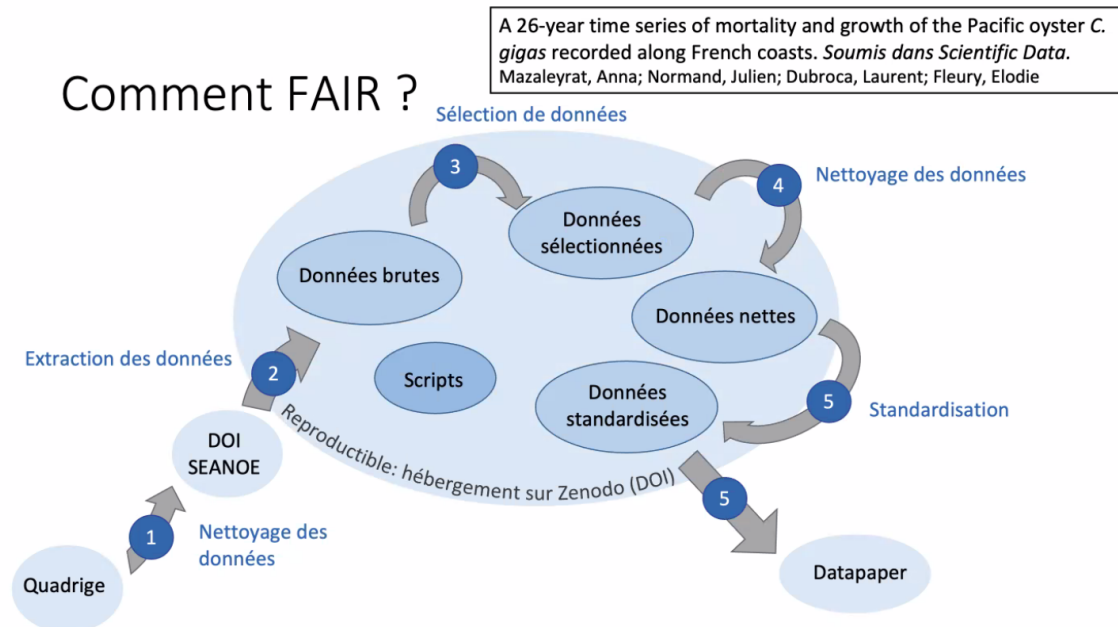 A 26-year time series of mortality and growth of the Pacific oyster C.
gigas recorded along French coasts. Soumis dans Scientific Data.
Mazaleyrat, Anna; Normand, Julien; Dubroca, Laurent; Fleury, Elodie
Comment FAIR ?
Sélection de données
3
4
Nettoyage des données
Données
sélectionnées
Données brutes
Données nettes
Extraction des données
2
Scripts
Données
standardisées
5
Standardisation
DOI
SEANOE
Reproductible: hébergement sur Zenodo (DOI)
5
1
Nettoyage des
données
Quadrige
Datapaper